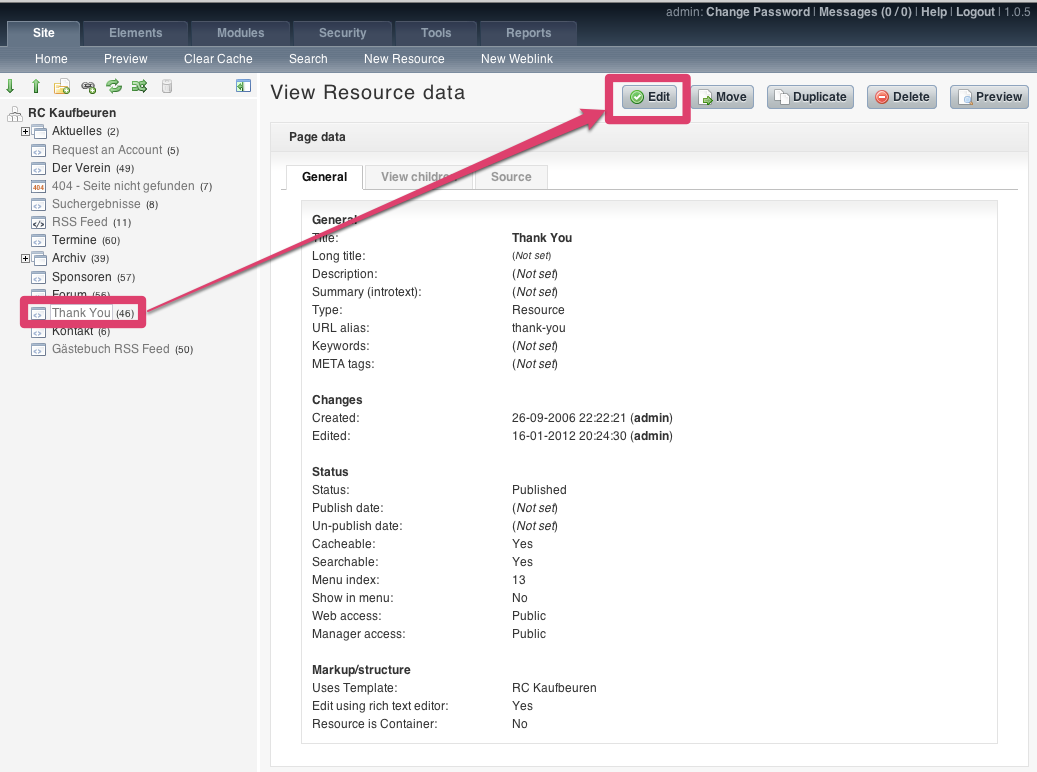 admin: Change Password | Messages (0 / 0) | Help | Logout | 1.0.5
Site Elements Modules Security Tools Reports
Home Preview Clear Cache Search New Resource New Weblink
RC Kaufbeuren
Aktuelles (2)
Request an Account (5)
Der Verein (49)
404 - Seite nicht gefunden (7)
Suchergebnisse (8)
RSS Feed (11)
Termine (60)
Archiv (39)
Sponsoren (57)
Forum (56)
Thank You (46)
Kontakt (6)
Gästebuch RSS Feed (50)
View Resource data
Edit Move Duplicate Delete Preview
Page data
General View children Source
General
Title: Thank You
Long title: (Not set)
Description: (Not set)
Summary (introtext): (Not set)
Type: Resource
URL alias: thank-you
Keywords: (Not set)
META tags: (Not set)
Changes
Created: 26-09-2006 22:22:21 (admin)
Edited: 16-01-2012 20:24:30 (admin)
Status
Status: Published
Publish date: (Not set)
Un-publish date: (Not set)
Cacheable: Yes
Searchable: Yes
Menu index: 13
Show in menu: No
Web access: Public
Manager access: Public
Markup/structure
Uses Template: RC Kaufbeuren
Edit using rich text editor: Yes
Resource is Container: No